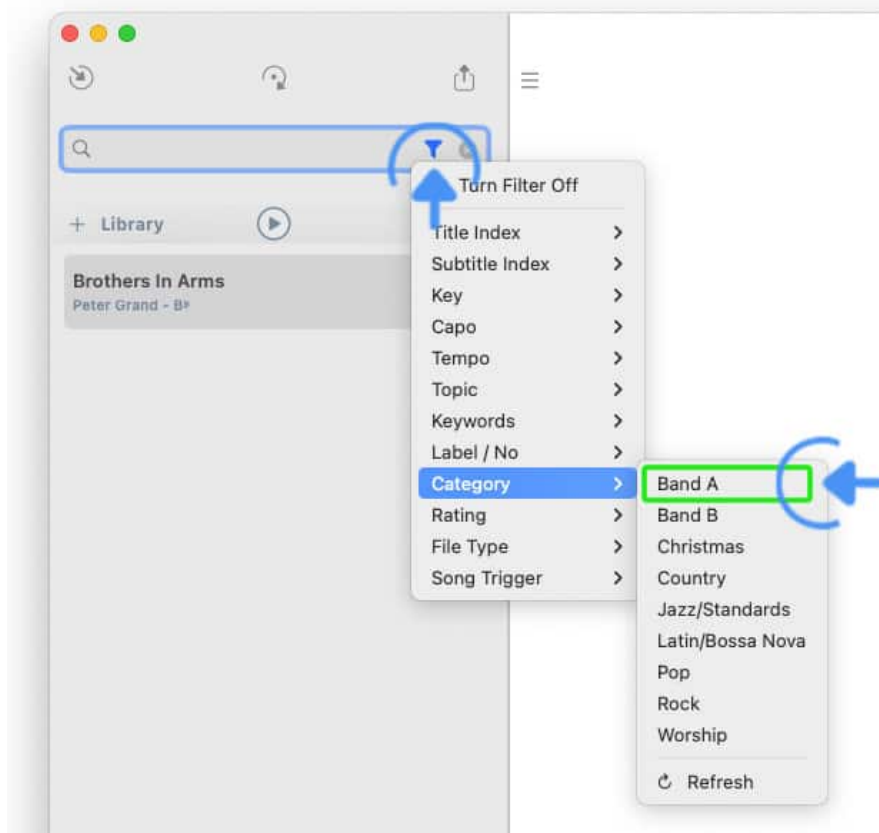 Turn Filter Off
+ Library
Title Index
Subtitle Index
Brothers In Arms
Peter Grand - B♭
Key
Capo
Tempo
Topic
Keywords
Label / No
Category
Rating
File Type
Song Trigger
Band A
Band B
Christmas
Country
Jazz/Standards
Latin/Bossa Nova
Pop
Rock
Worship
Refresh